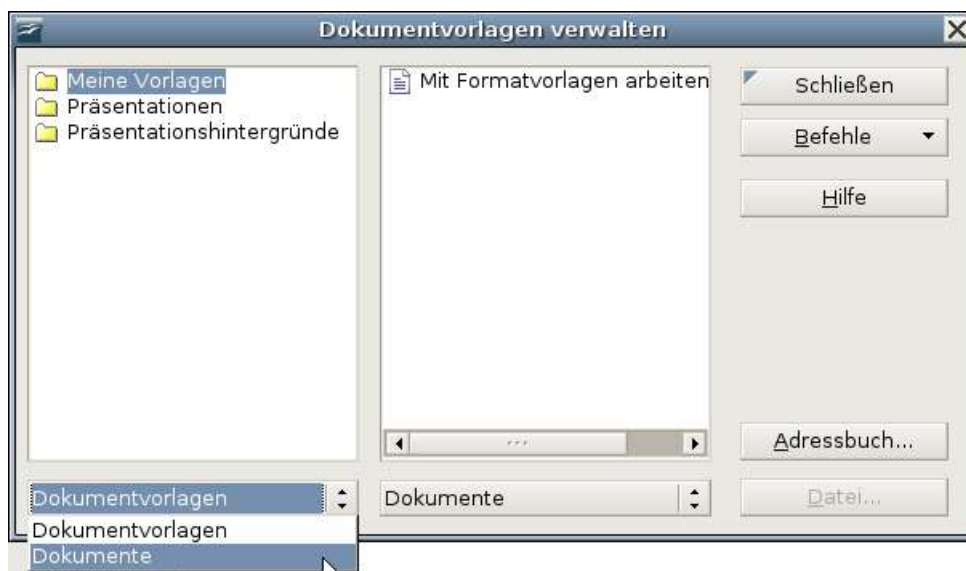 Dokumentvorlagen verwalten
Meine Vorlagen
Präsentationen
Präsentationshintergründe
Mit Formatvorlagen arbeiten
Schließen
Befehle
Hilfe
Adressbuch...
Datei...
Dokumentvorlagen
Dokumente
Dokumentvorlagen
Dokumente